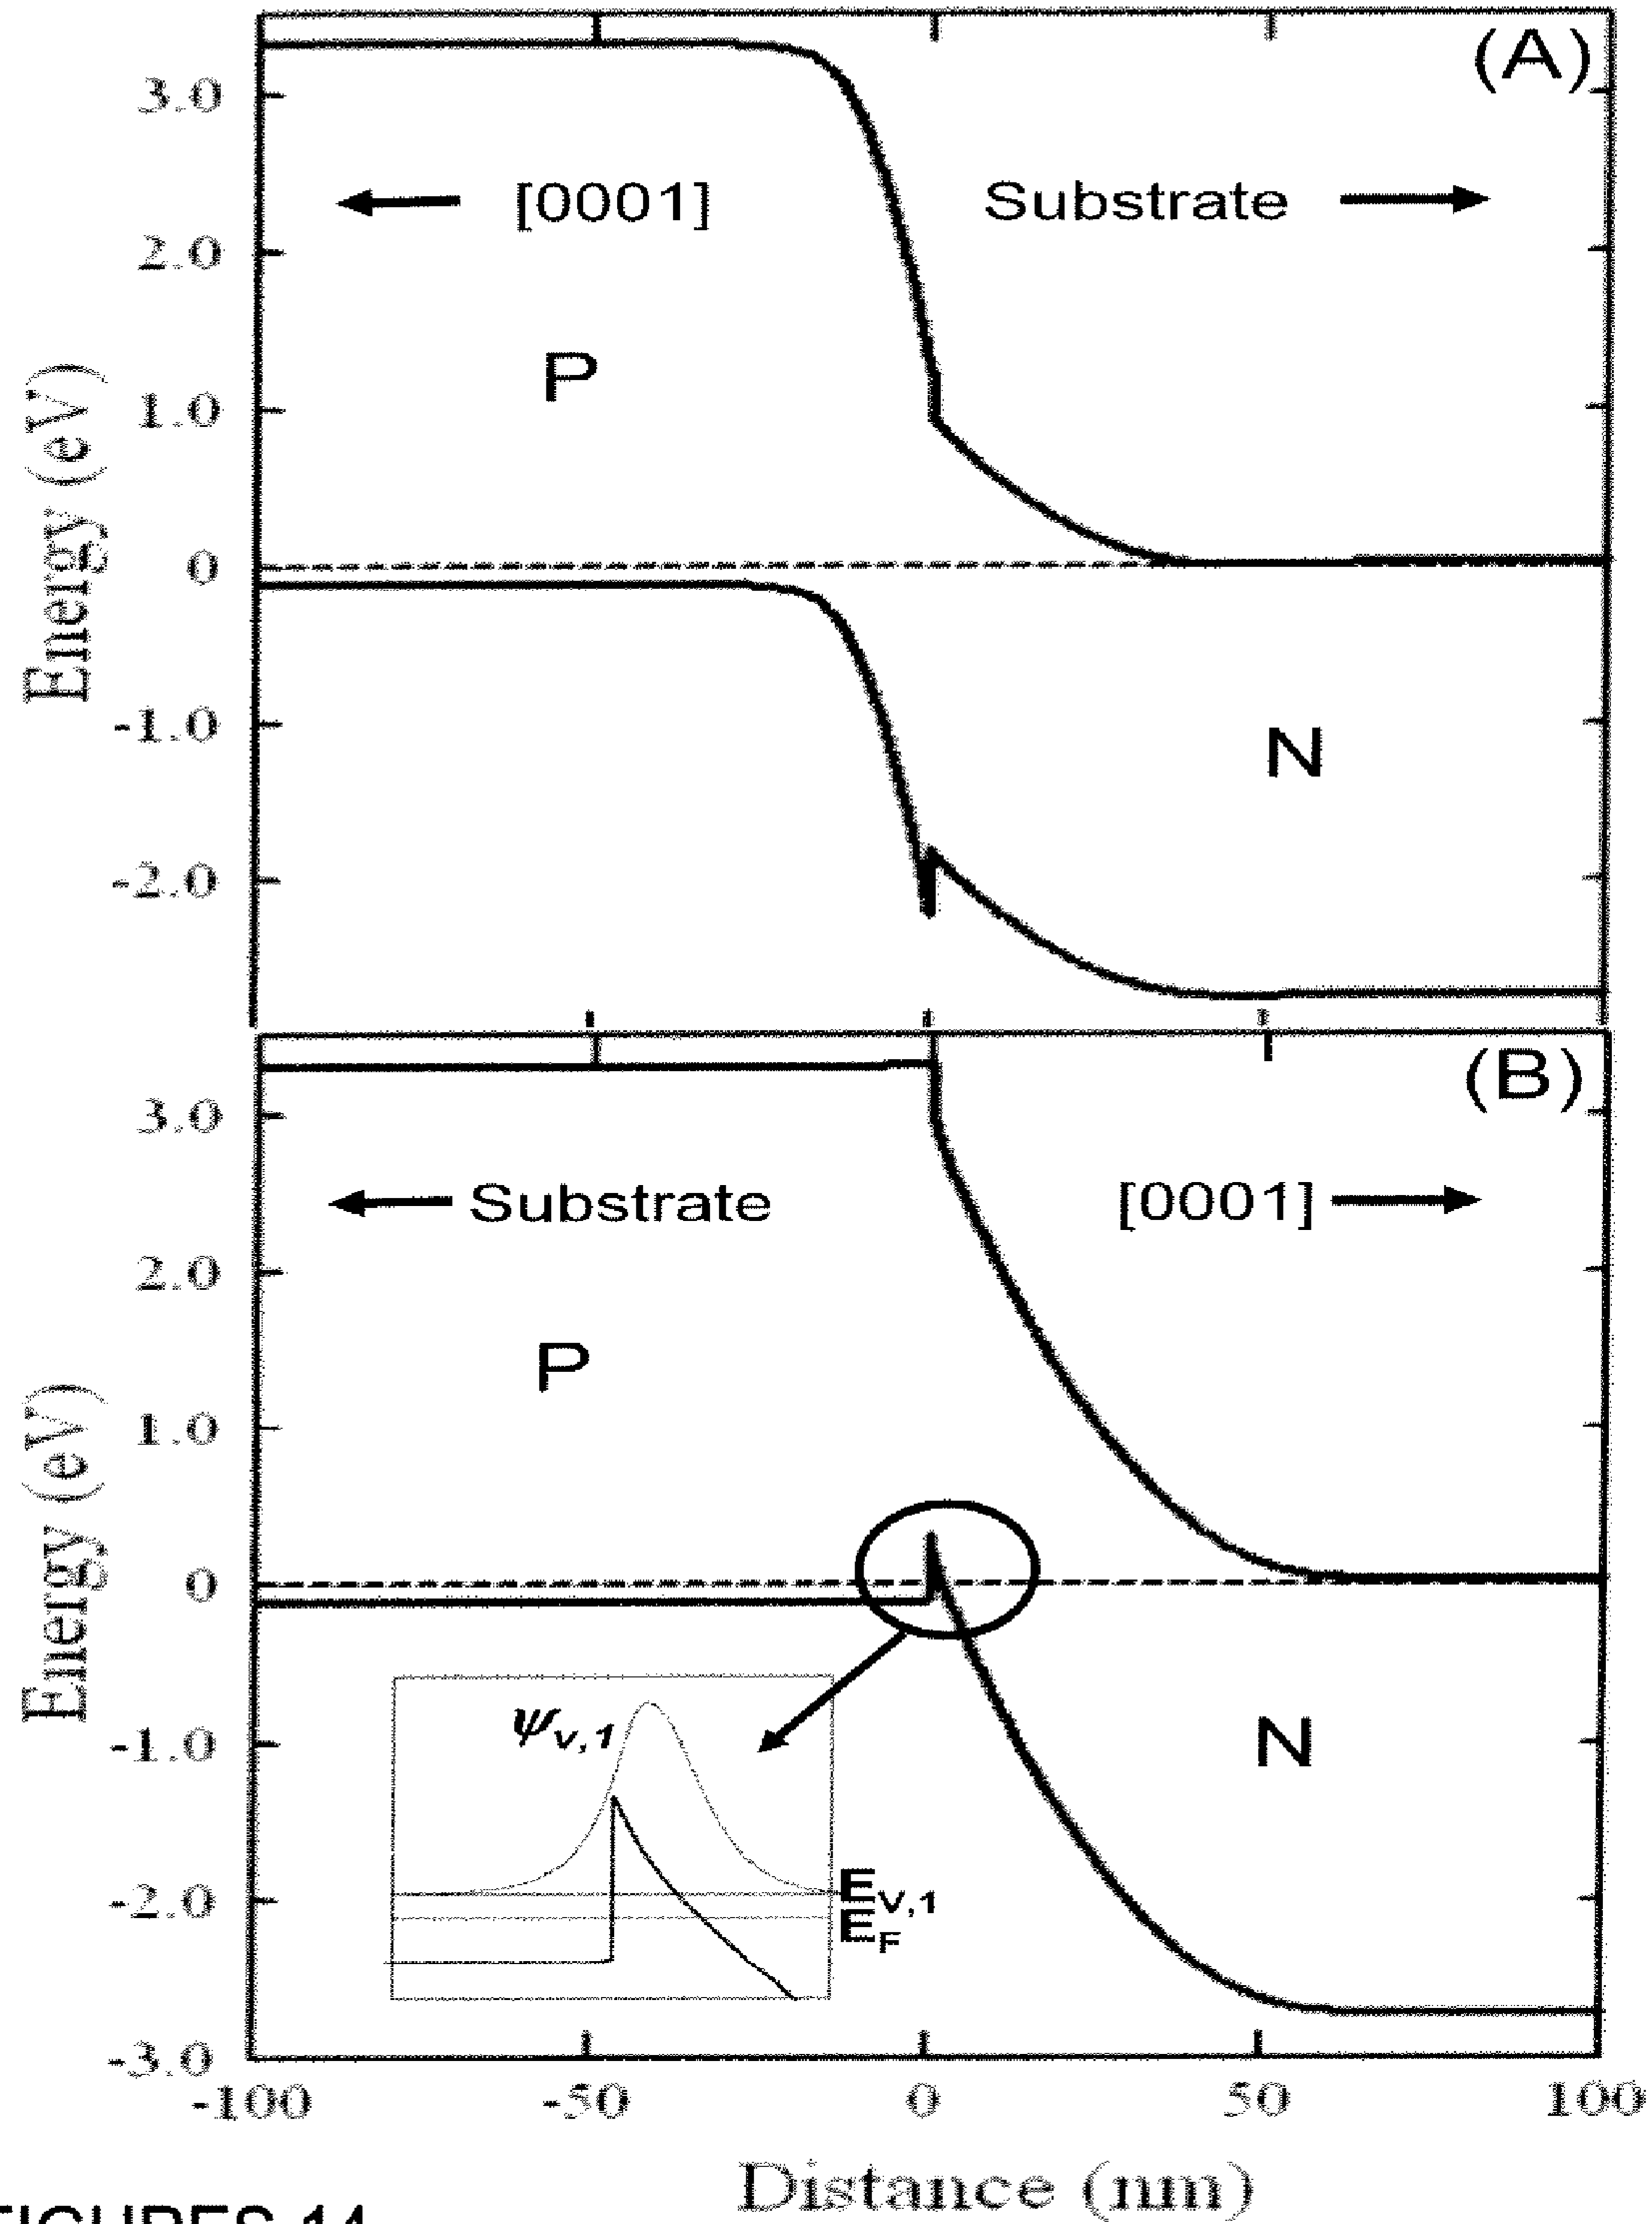 (A)
3.0
[0001]
Substrate
2.0
P
1.0
Energy (eV)
0
-1.0
N
-2.0
(B)
3.0
Substrate
[0001]
2.0
P
1.0
Energy (eV)
0
ψv,1
-1.0
N
EV,1
-2.0
EF
-3.0
-100
-50
0
50
100
Distance (nm)
FIGURES 14